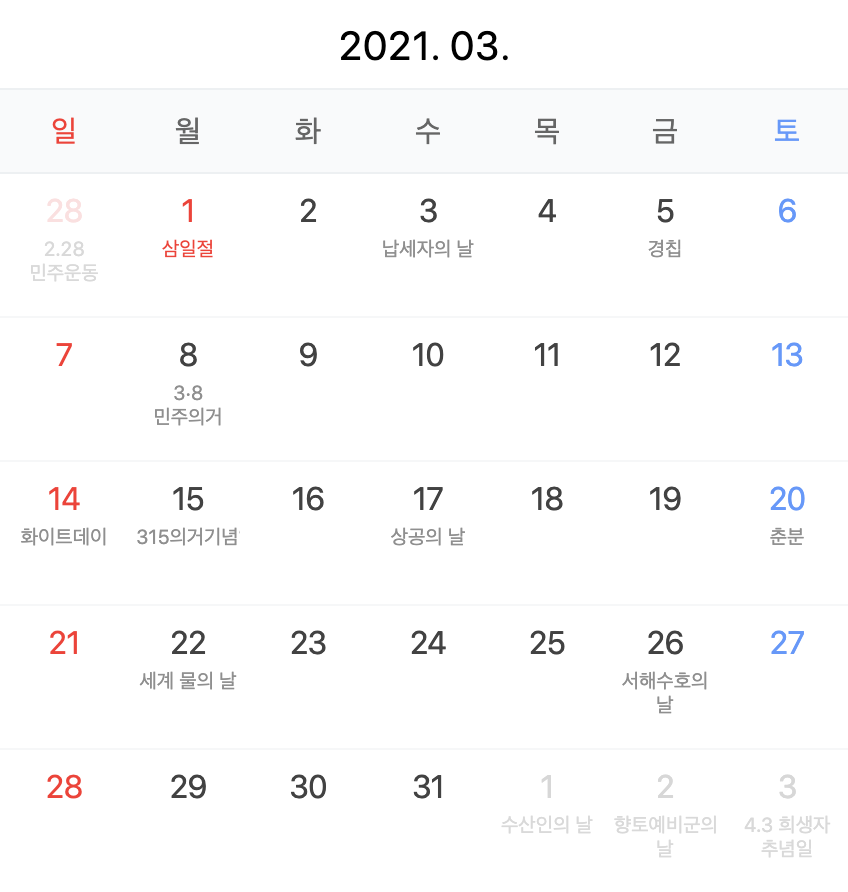 2021. 03.
일 월 화 수 목 금 토
28 1 2 3 4 5 6
2.28 삼일절 납세자의 날 경칩
민주운동
7 8 9 10 11 12 13
3·8
민주의거
14 15 16 17 18 19 20
화이트데이 315의거기념 상공의 날 춘분
21 22 23 24 25 26 27
세계 물의 날 서해수호의
날
28 29 30 31 1 2 3
수산인의 날 향토예비군의 4.3 희생자
날 추념일